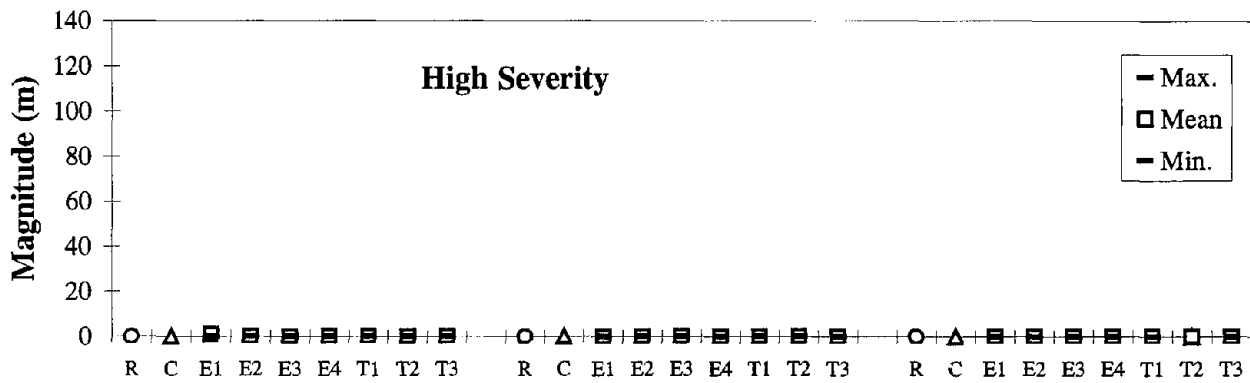 140
120
100
80
60
40
20
0
Magnitude (m)
High Severity
Max.
Mean
Min.
R C E1 E2 E3 E4 T1 T2 T3 R C E1 E2 E3 E4 T1 T2 T3 R C E1 E2 E3 E4 T1 T2 T3